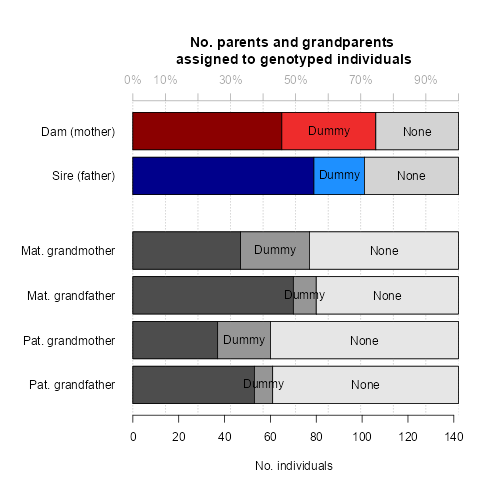 No. parents and grandparents
assigned to genotyped individuals
0% 10% 30% 50% 70% 90%
Dam (mother) Dummy None
Sire (father) Dummy None
Mat. grandmother Dummy None
Mat. grandfather Dummy None
Pat. grandmother Dummy None
Pat. grandfather Dummy None
0 20 40 60 80 100 120 140
No. individuals